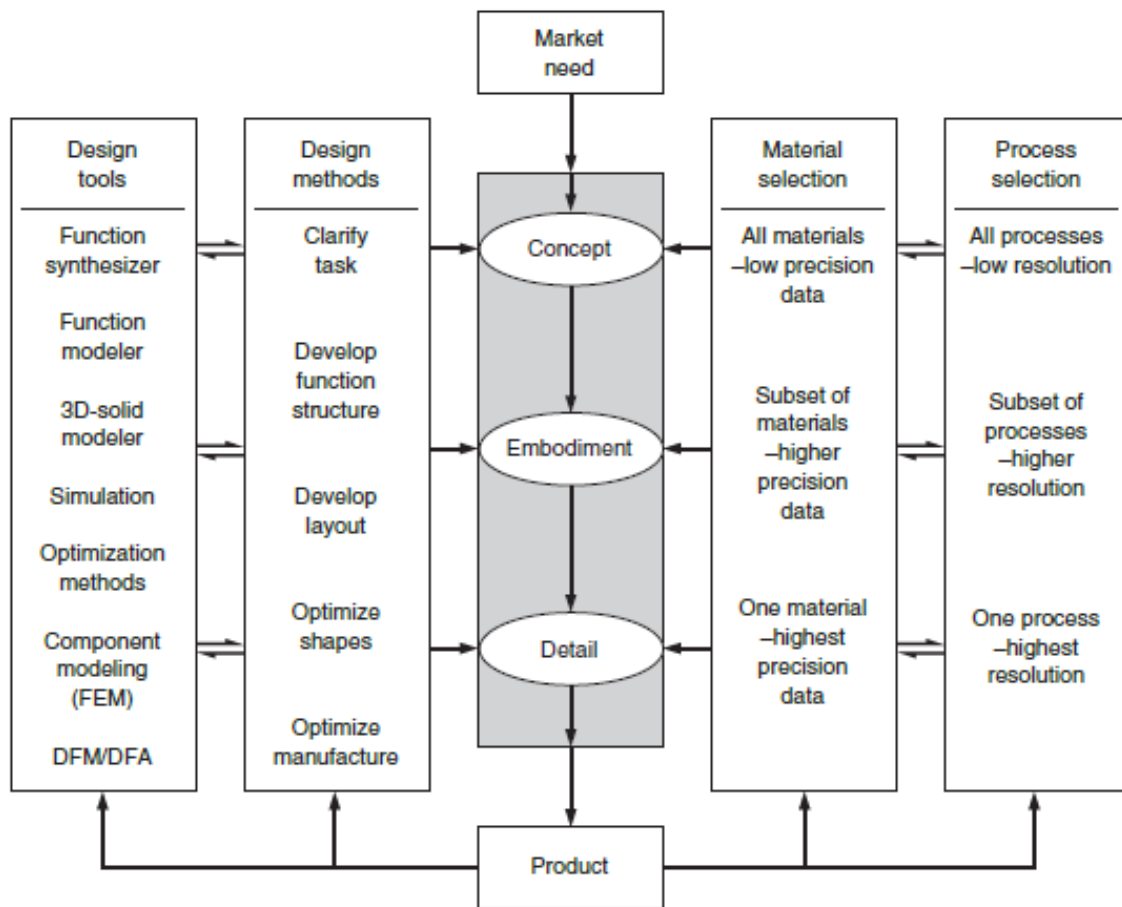 Market
need
Design
tools
Function
synthesizer
Function
modeler
3D-solid
modeler
Simulation
Optimization
methods
Component
modeling
(FEM)
DFM/DFA
Design
methods
Clarify
task
Develop
function
structure
Develop
layout
Optimize
shapes
Optimize
manufacture
Concept
Embodiment
Detail
Material
selection
All materials
–low precision
data
Subset of
materials
–higher
precision
data
One material
–highest
precision
data
Process
selection
All processes
–low resolution
Subset of
processes
–higher
resolution
One process
–highest
resolution
Product